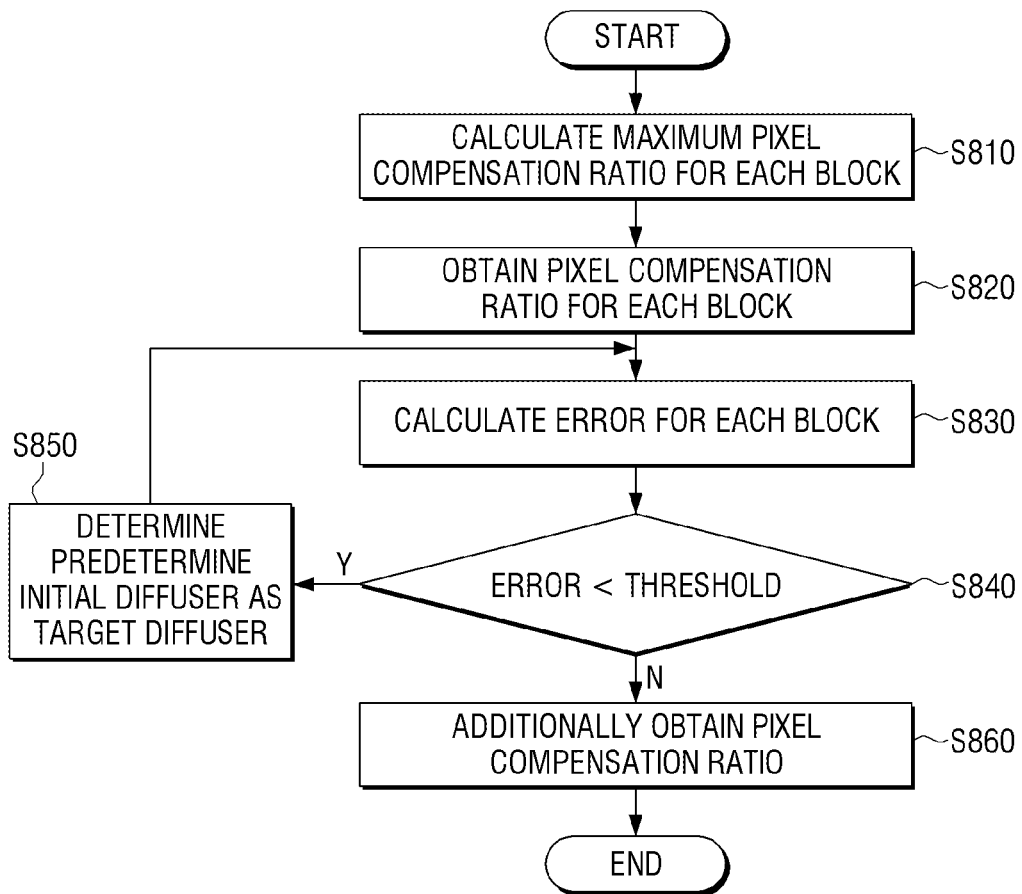 START
CALCULATE MAXIMUM PIXEL
COMPENSATION RATIO FOR EACH BLOCK
S810
OBTAIN PIXEL COMPENSATION
RATIO FOR EACH BLOCK
S820
CALCULATE ERROR FOR EACH BLOCK
S830
S850
DETERMINE
PREDETERMINE
INITIAL DIFFUSER AS
TARGET DIFFUSER
Y
ERROR < THRESHOLD
S840
N
ADDITIONALLY OBTAIN PIXEL
COMPENSATION RATIO
S860
END